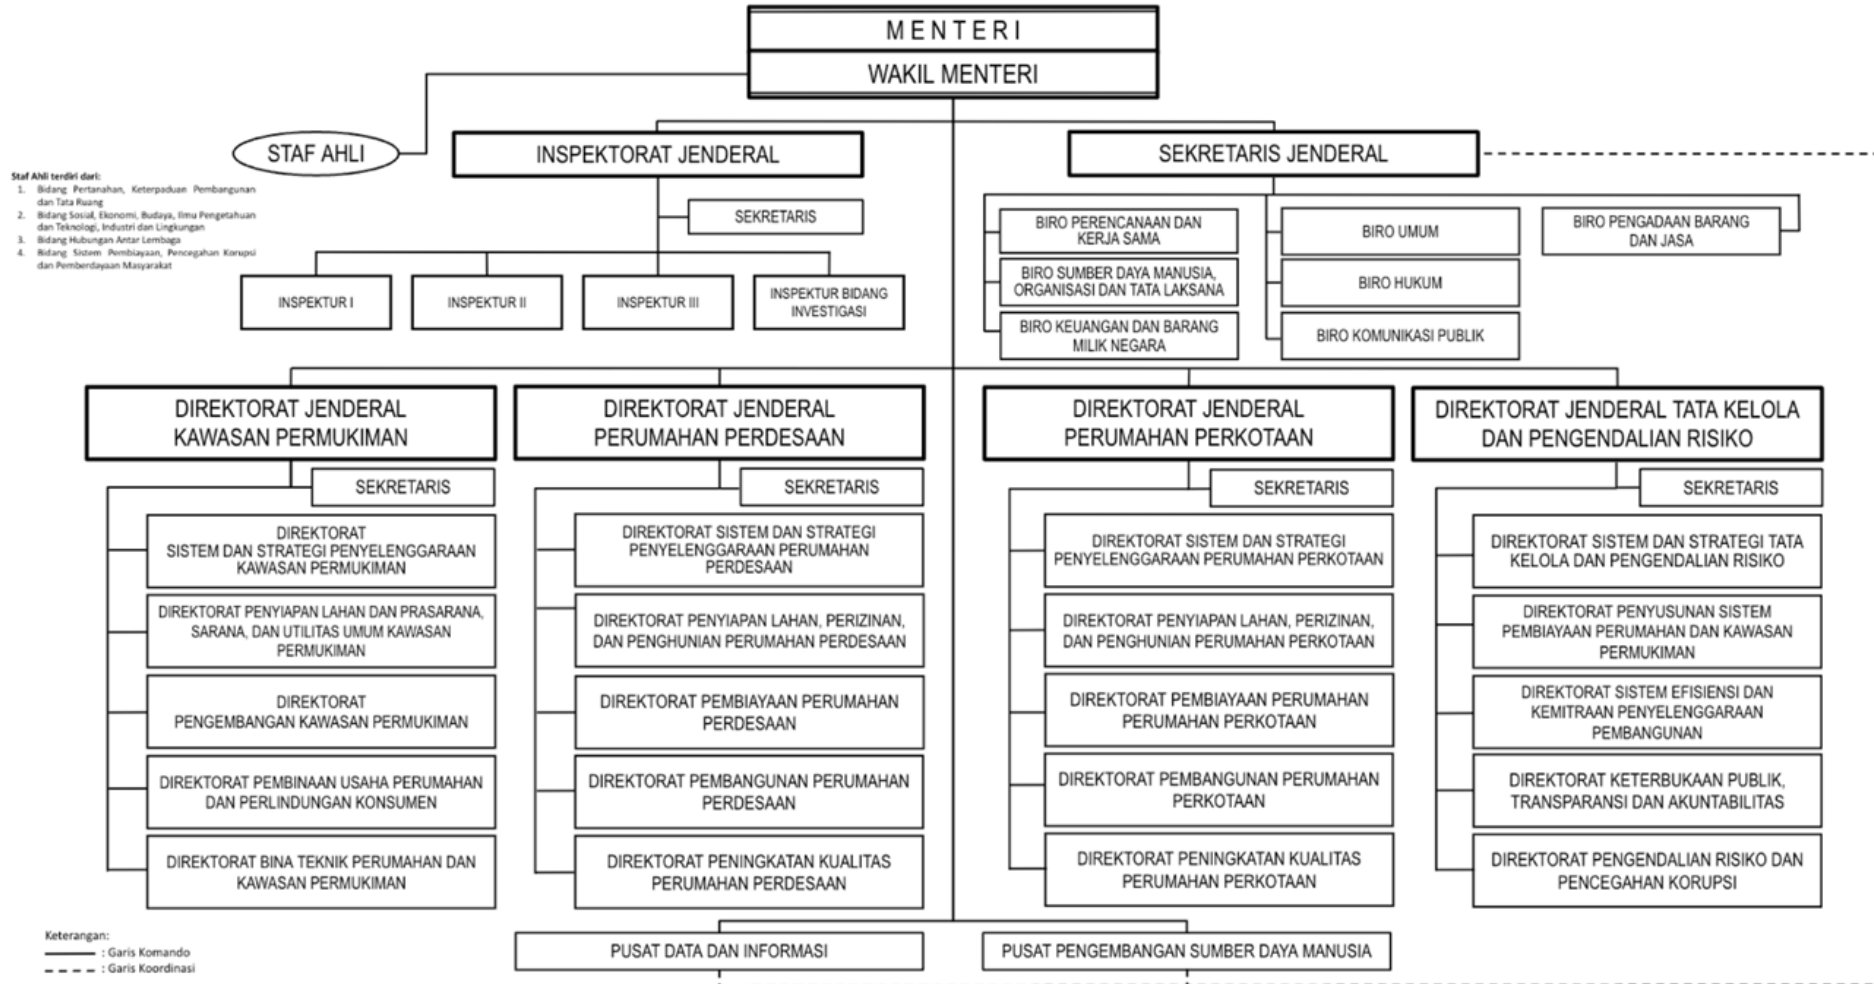 MENTERI
WAKIL MENTERI
STAF AHLI
Staf Ahli terdiri dari:
1. Bidang Pertanahan, Keterpaduan Pembangunan
dan Tata Ruang
2. Bidang Sosial, Ekonomi, Budaya, Ilmu Pengetahuan
dan Teknologi, Industri dan Lingkungan
3. Bidang Hubungan Antar Lembaga
4. Bidang Sistem Pembiayaan, Pencegahan Korupsi
dan Pemberdayaan Masyarakat
INSPEKTORAT JENDERAL
SEKRETARIS
INSPEKTUR I
INSPEKTUR II
INSPEKTUR III
INSPEKTUR BIDANG
INVESTIGASI
SEKRETARIS JENDERAL
BIRO PERENCANAAN DAN
KERJA SAMA
BIRO SUMBER DAYA MANUSIA,
ORGANISASI DAN TATA LAKSANA
BIRO KEUANGAN DAN BARANG
MILIK NEGARA
BIRO UMUM
BIRO HUKUM
BIRO KOMUNIKASI PUBLIK
BIRO PENGADAAN BARANG
DAN JASA
DIREKTORAT JENDERAL
KAWASAN PERMUKIMAN
SEKRETARIS
DIREKTORAT
SISTEM DAN STRATEGI PENYELENGGARAAN
KAWASAN PERMUKIMAN
DIREKTORAT PENYIAPAN LAHAN DAN PRASARANA,
SARANA, DAN UTILITAS UMUM KAWASAN
PERMUKIMAN
DIREKTORAT
PENGEMBANGAN KAWASAN PERMUKIMAN
DIREKTORAT PEMBINAAN USAHA PERUMAHAN
DAN PERLINDUNGAN KONSUMEN
DIREKTORAT BINA TEKNIK PERUMAHAN DAN
KAWASAN PERMUKIMAN
DIREKTORAT JENDERAL
PERUMAHAN PERDESAAN
SEKRETARIS
DIREKTORAT SISTEM DAN STRATEGI
PENYELENGGARAAN PERUMAHAN
PERDESAAN
DIREKTORAT PENYIAPAN LAHAN, PERIZINAN,
DAN PENGHUNIAN PERUMAHAN PERDESAAN
DIREKTORAT PEMBIAYAAN PERUMAHAN
PERDESAAN
DIREKTORAT PEMBANGUNAN PERUMAHAN
PERDESAAN
DIREKTORAT PENINGKATAN KUALITAS
PERUMAHAN PERDESAAN
DIREKTORAT JENDERAL
PERUMAHAN PERKOTAAN
SEKRETARIS
DIREKTORAT SISTEM DAN STRATEGI
PENYELENGGARAAN PERUMAHAN PERKOTAAN
DIREKTORAT PENYIAPAN LAHAN, PERIZINAN,
DAN PENGHUNIAN PERUMAHAN PERKOTAAN
DIREKTORAT PEMBIAYAAN PERUMAHAN
PERUMAHAN PERKOTAAN
DIREKTORAT PEMBANGUNAN PERUMAHAN
PERKOTAAN
DIREKTORAT PENINGKATAN KUALITAS
PERUMAHAN PERKOTAAN
DIREKTORAT JENDERAL TATA KELOLA
DAN PENGENDALIAN RISIKO
SEKRETARIS
DIREKTORAT SISTEM DAN STRATEGI TATA
KELOLA DAN PENGENDALIAN RISIKO
DIREKTORAT PENYUSUNAN SISTEM
PEMBIAYAAN PERUMAHAN DAN KAWASAN
PERMUKIMAN
DIREKTORAT SISTEM EFISIENSI DAN
KEMITRAAN PENYELENGGARAAN
PEMBANGUNAN
DIREKTORAT KETERBUKAAN PUBLIK,
TRANSPARANSI DAN AKUNTABILITAS
DIREKTORAT PENGENDALIAN RISIKO DAN
PENCEGAHAN KORUPSI
PUSAT DATA DAN INFORMASI
PUSAT PENGEMBANGAN SUMBER DAYA MANUSIA
Keterangan:
: Garis Komando
: Garis Koordinasi